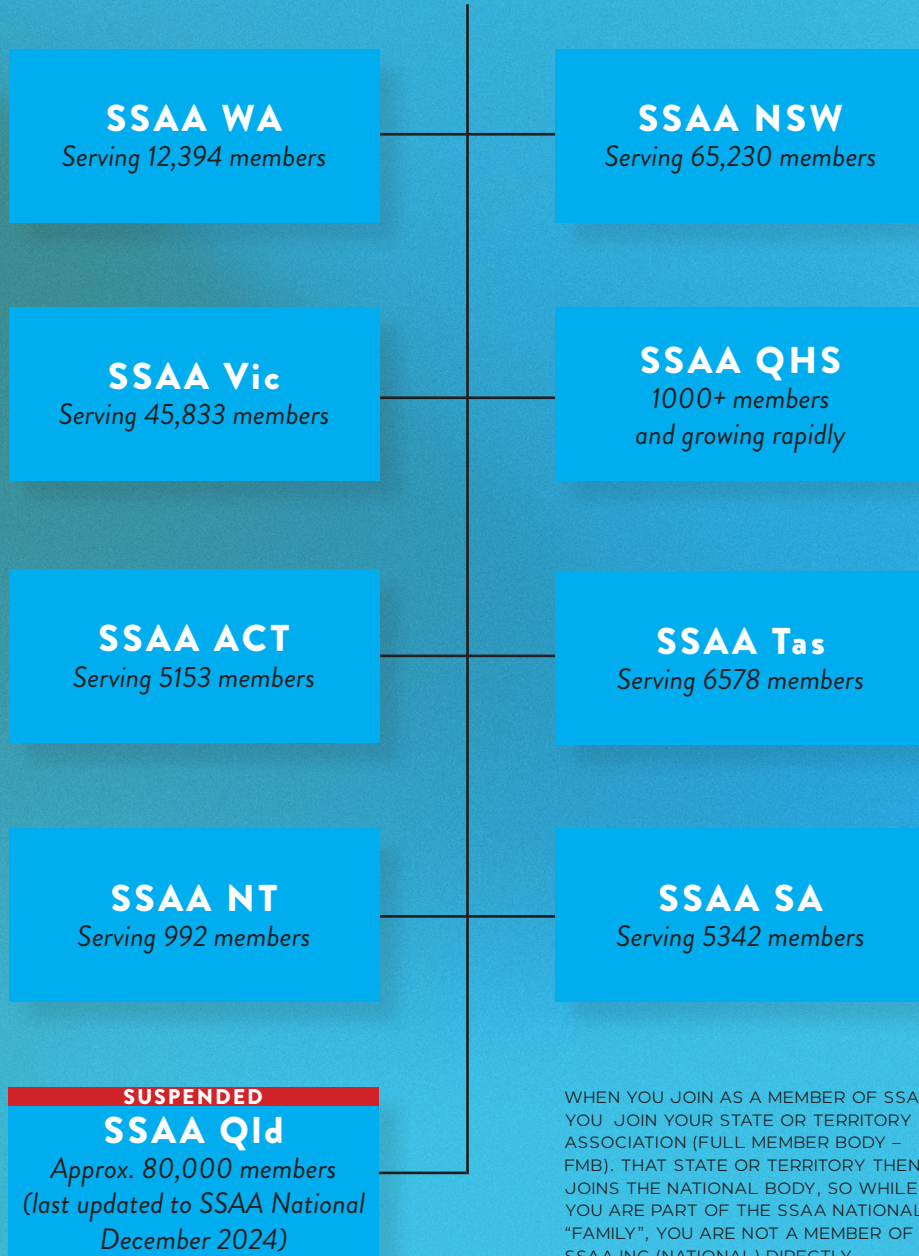 SSAA WA
Serving 12,394 members
SSAA NSW
Serving 65,230 members
SSAA Vic
Serving 45,833 members
SSAA QHS
1000+ members
and growing rapidly
SSAA ACT
Serving 5153 members
SSAA Tas
Serving 6578 members
SSAA NT
Serving 992 members
SSAA SA
Serving 5342 members
SUSPENDED
SSAA Qld
Approx. 80,000 members
(last updated to SSAA National
December 2024)
WHEN YOU JOIN AS A MEMBER OF SSA
YOU JOIN YOUR STATE OR TERRITORY
ASSOCIATION (FULL MEMBER BODY –
FMB). THAT STATE OR TERRITORY THEN
JOINS THE NATIONAL BODY, SO WHILE
YOU ARE PART OF THE SSAA NATIONAL
“FAMILY”, YOU ARE NOT A MEMBER OF
SSAA INC (NATIONAL) DIRECTLY